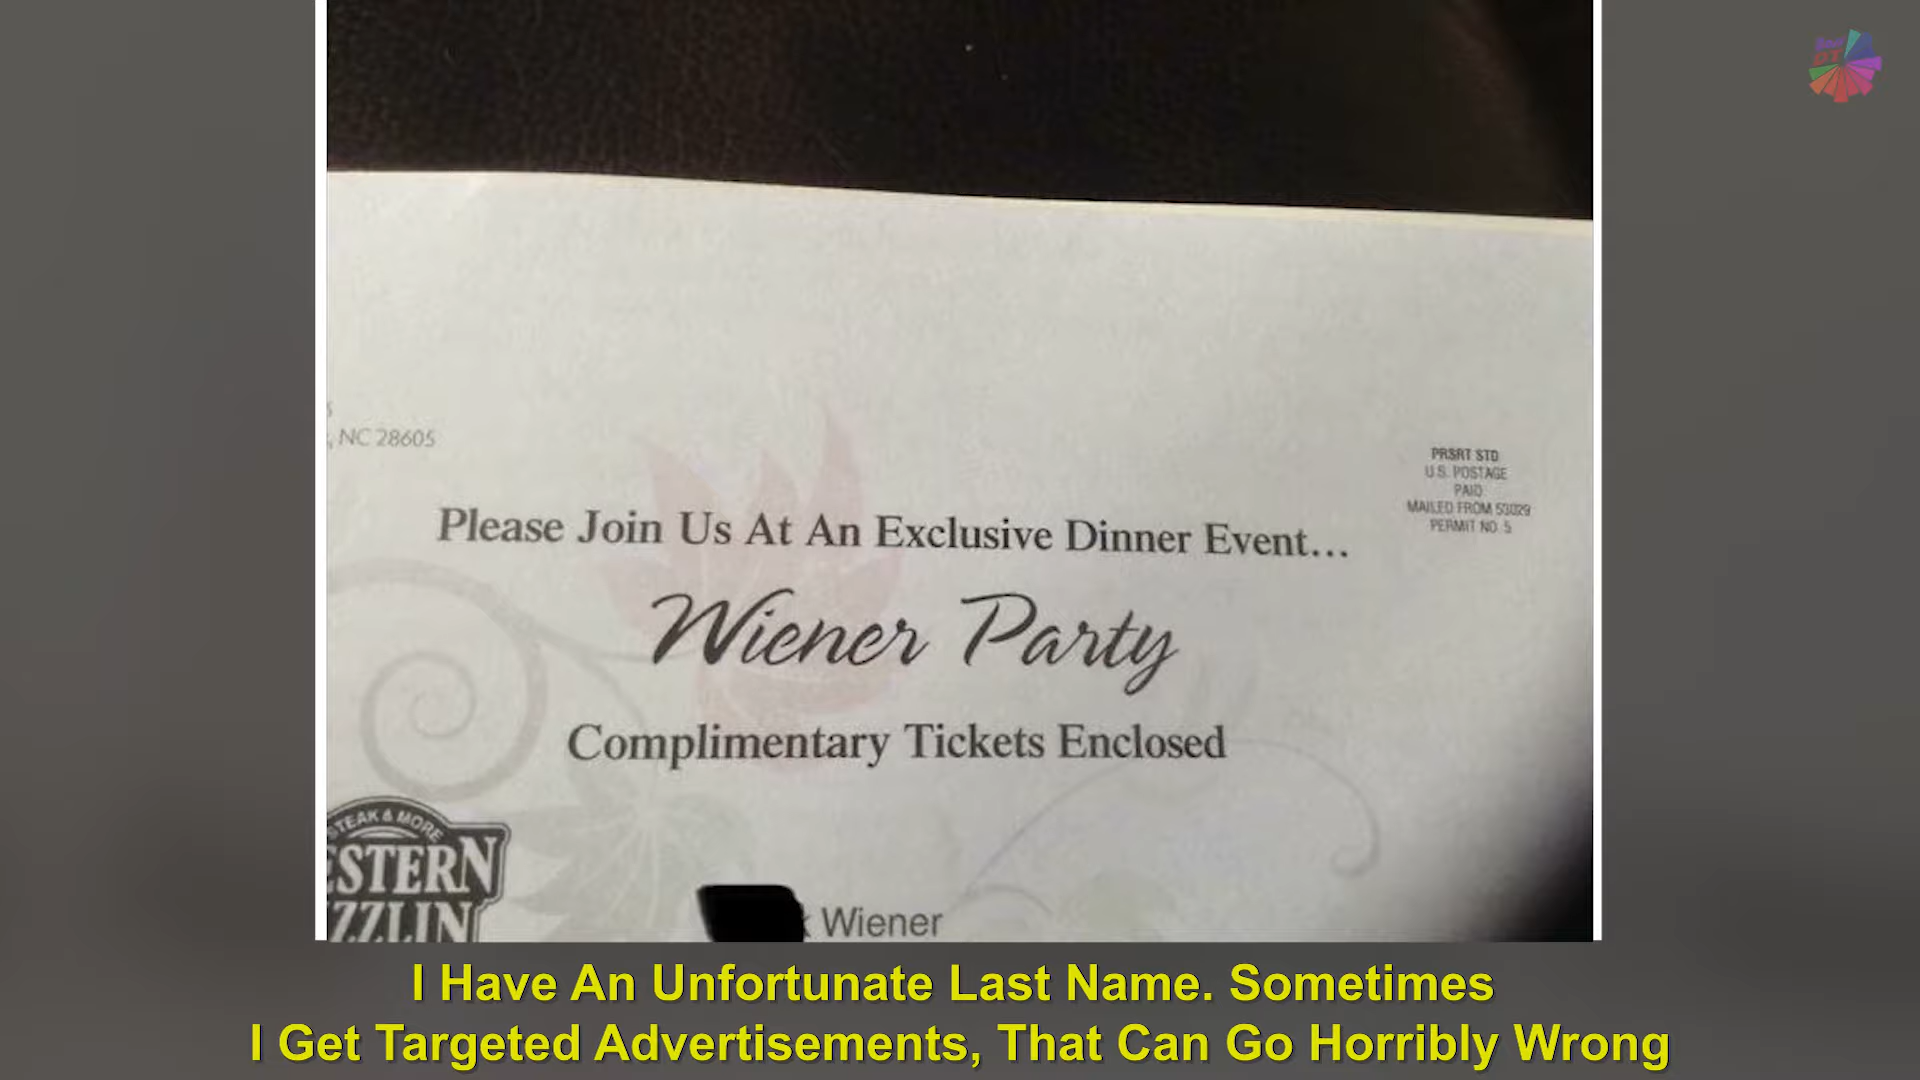 , NC 28605
PRSRT STD
U.S. POSTAGE
PAID
MAILED FROM 53029
PERMIT NO. 5
Please Join Us At An Exclusive Dinner Event...
Wiener Party
Complimentary Tickets Enclosed
STEAK & MORE
ESTERN
ZZLIN
Wiener
I Have An Unfortunate Last Name. Sometimes
I Get Targeted Advertisements, That Can Go Horribly Wrong